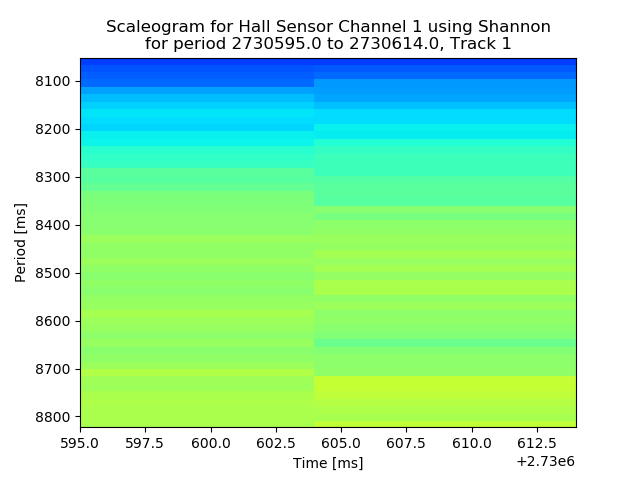 Scaleogram for Hall Sensor Channel 1 using Shannon
for period 2730595.0 to 2730614.0, Track 1
8100
8200
8300
8400
8500
8600
8700
8800
Period [ms]
595.0 597.5 600.0 602.5 605.0 607.5 610.0 612.5
Time [ms]
+2.73e6